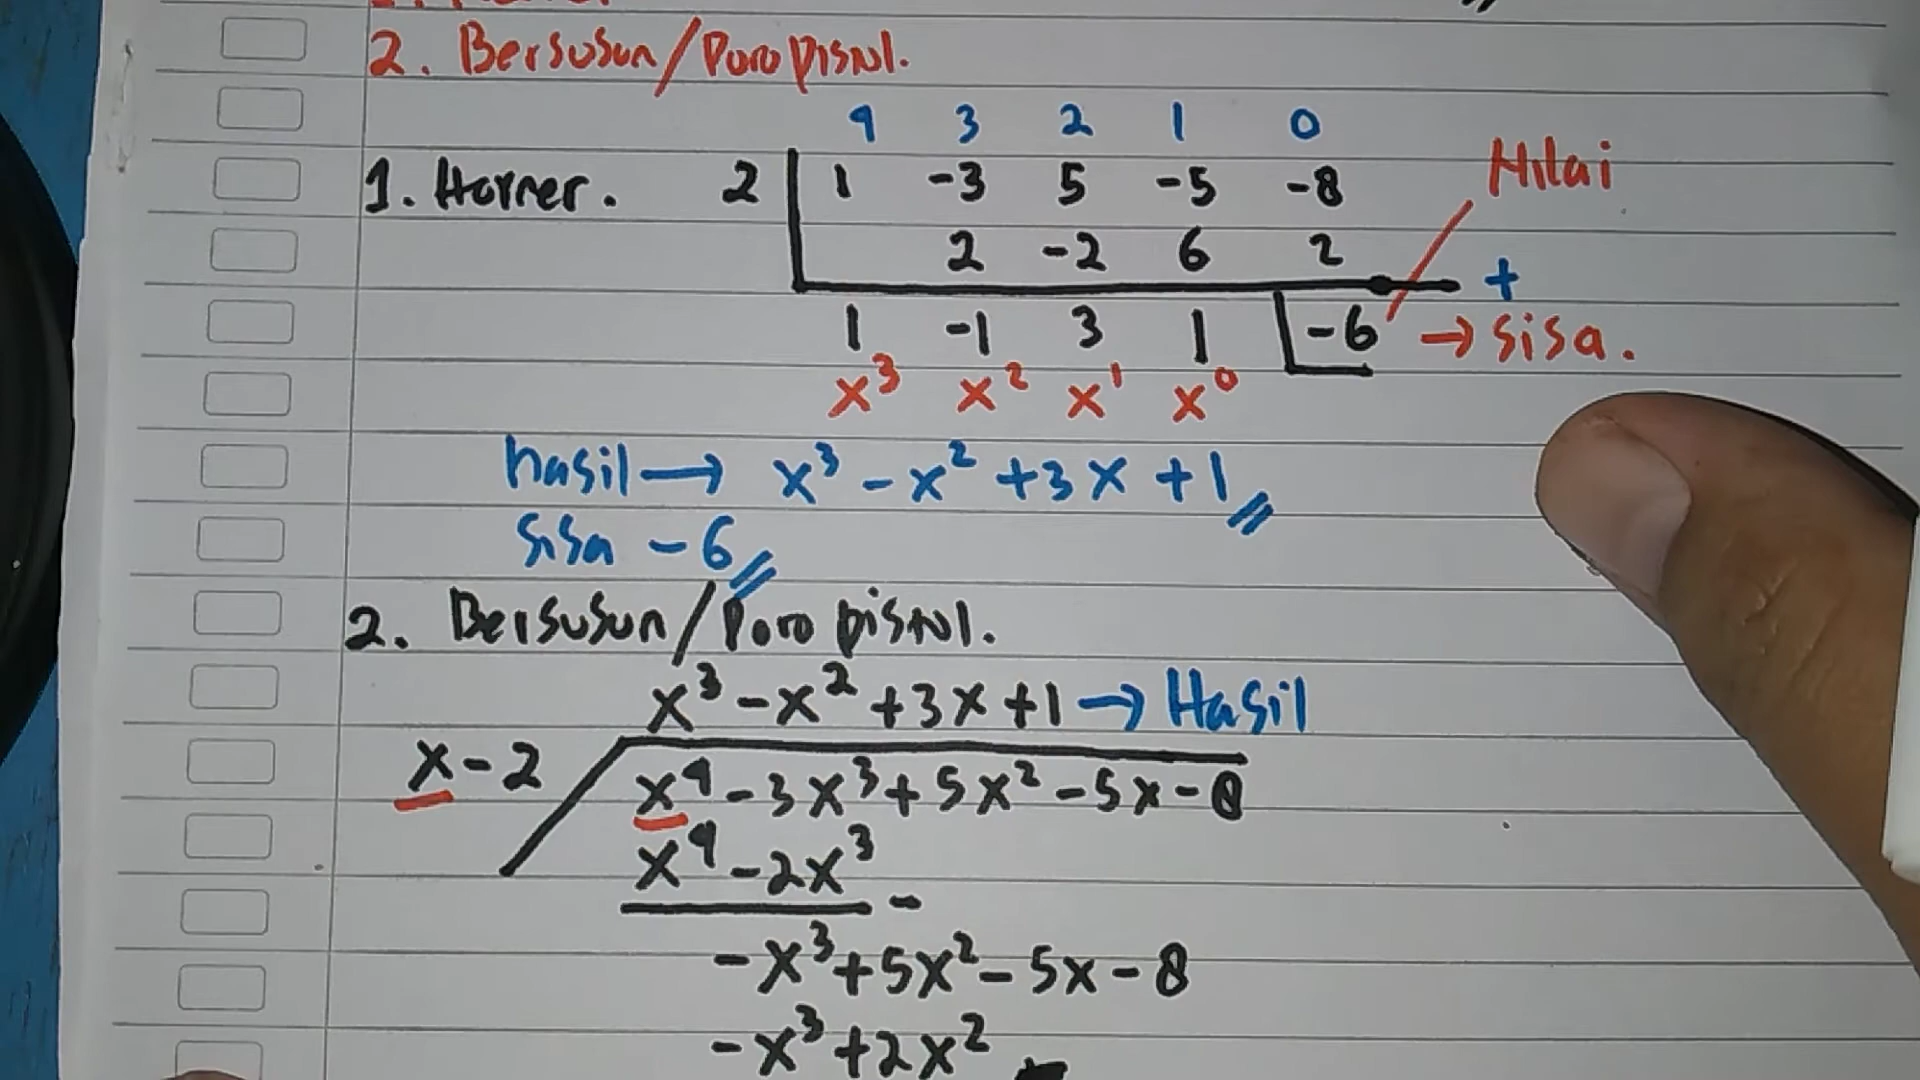 2. Bersusun/Poro pistol.
4 3 2 1 0
1. Horner. 2 1 -3 5 -5 -8 Nilai
2 -2 6 2 +
1 -1 3 1 -6 → Sisa.
x³ x² x¹ x⁰
hasil → x³ - x² + 3x + 1
Sisa - 6
2. Bersusun/Poro pistol.
x³ - x² + 3x + 1 → Hasil
x - 2 x⁴ - 3x³ + 5x² - 5x - 8
x⁴ - 2x³ -
-x³ + 5x² - 5x - 8
-x³ + 2x² -